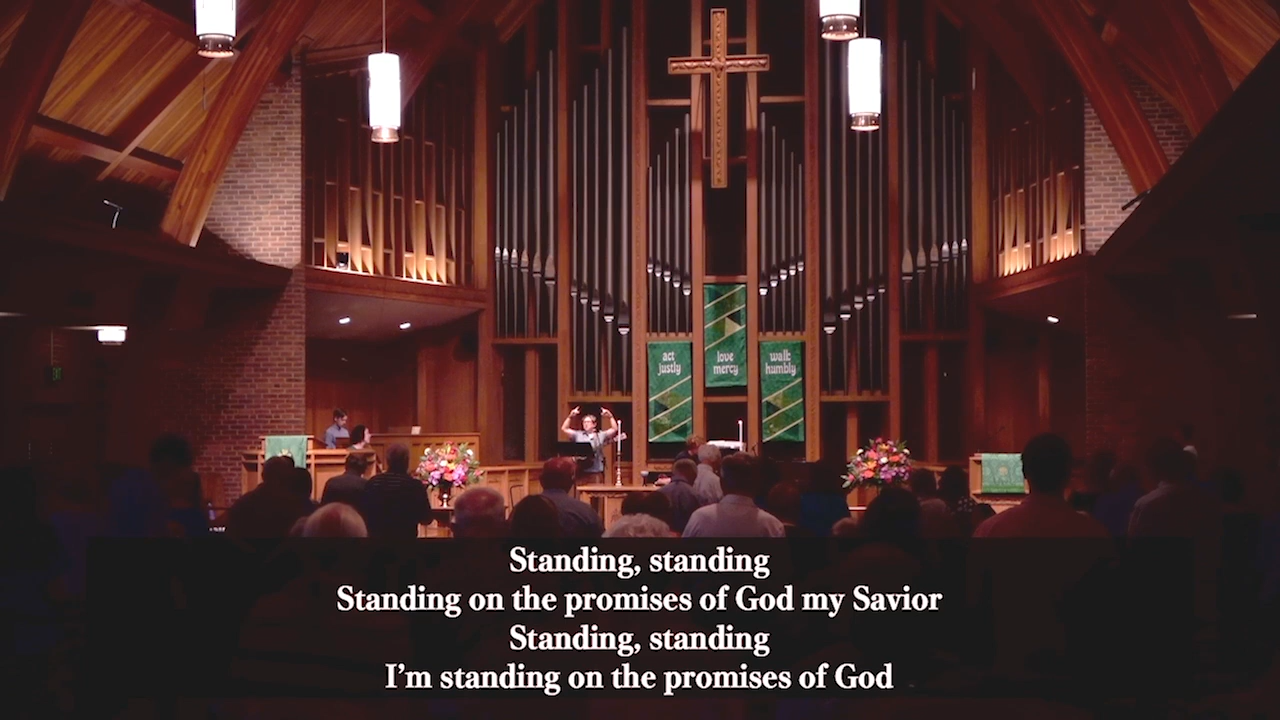 act
justly
love
mercy
walk
humbly
Standing, standing
Standing on the promises of God my Savior
Standing, standing
I'm standing on the promises of God